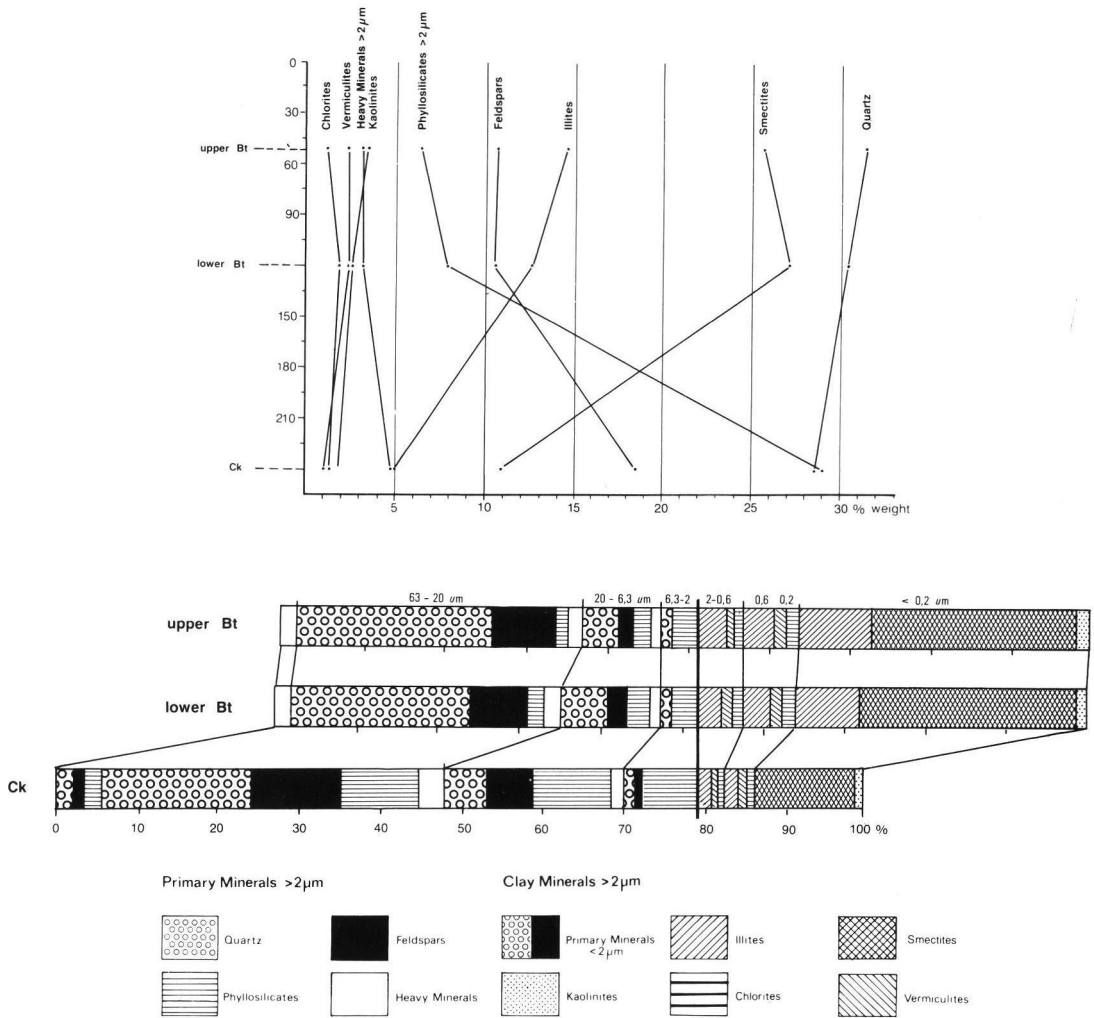 Chlorites
Vermiculites
Heavy Minerals >2µm
Kaolinites
Phyllosilicates >2µm
Feldspars
Illites
Smectites
Quartz
0
30
upper Bt
60
90
lower Bt
150
180
210
Ck
5 10 15 20 25 30 % weight
63 - 20 µm 20 - 6,3 µm 6,3-2 2-0,6 0,6 0,2 < 0,2 µm
upper Bt
lower Bt
Ck
0 10 20 30 40 50 60 70 80 90 100 %
Primary Minerals >2µm Clay Minerals >2µm
Quartz Feldspars Primary Minerals <2µm Illites Smectites
Phyllosilicates Heavy Minerals Kaolinites Chlorites Vermiculites